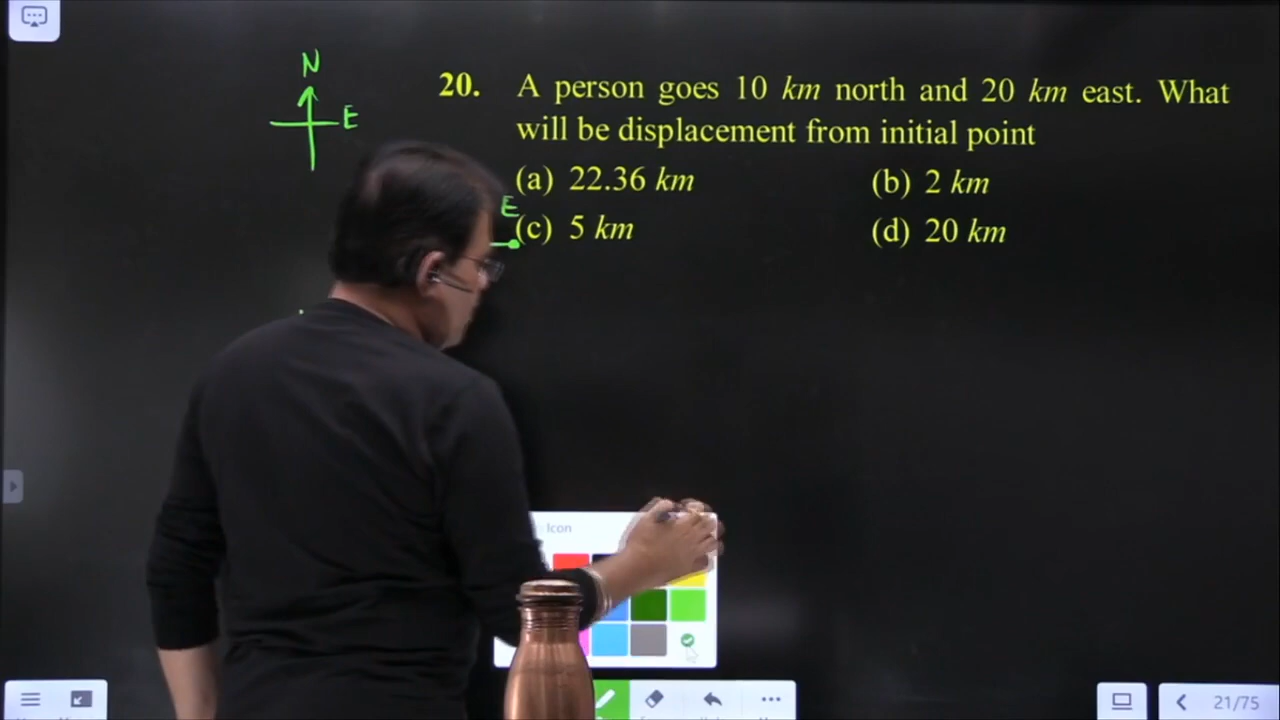 N
E
20. A person goes 10 km north and 20 km east. What
will be displacement from initial point
(a) 22.36 km (b) 2 km
E
(c) 5 km (d) 20 km
Icon
21/75